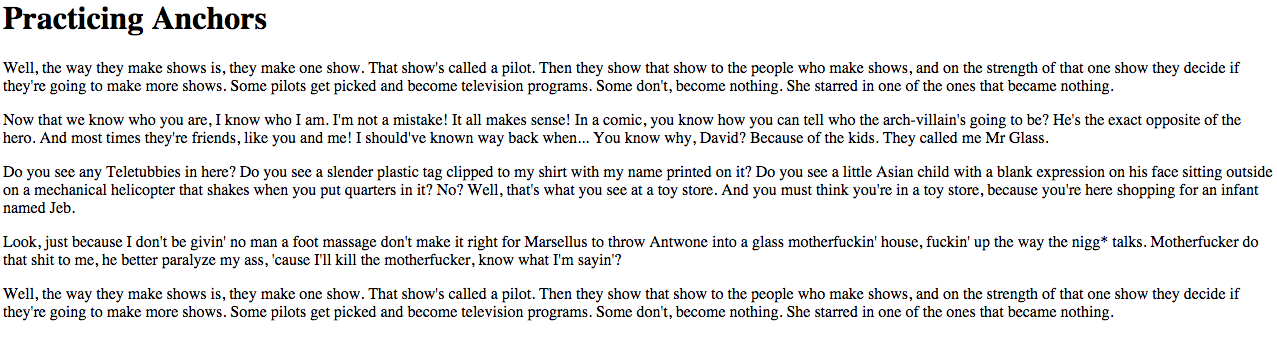 Practicing Anchors
Well, the way they make shows is, they make one show. That show's called a pilot. Then they show that show to the people who make shows, and on the strength of that one show they decide if
they're going to make more shows. Some pilots get picked and become television programs. Some don't, become nothing. She starred in one of the ones that became nothing.
Now that we know who you are, I know who I am. I'm not a mistake! It all makes sense! In a comic, you know how you can tell who the arch-villain's going to be? He's the exact opposite of the
hero. And most times they're friends, like you and me! I should've known way back when... You know why, David? Because of the kids. They called me Mr Glass.
Do you see any Teletubbies in here? Do you see a slender plastic tag clipped to my shirt with my name printed on it? Do you see a little Asian child with a blank expression on his face sitting outside
on a mechanical helicopter that shakes when you put quarters in it? No? Well, that's what you see at a toy store. And you must think you're in a toy store, because you're here shopping for an infant
named Jeb.
Look, just because I don't be givin' no man a foot massage don't make it right for Marsellus to throw Antwone into a glass motherfuckin' house, fuckin' up the way the nigg* talks. Motherfucker do
that shit to me, he better paralyze my ass, 'cause I'll kill the motherfucker, know what I'm sayin'?
Well, the way they make shows is, they make one show. That show's called a pilot. Then they show that show to the people who make shows, and on the strength of that one show they decide if
they're going to make more shows. Some pilots get picked and become television programs. Some don't, become nothing. She starred in one of the ones that became nothing.